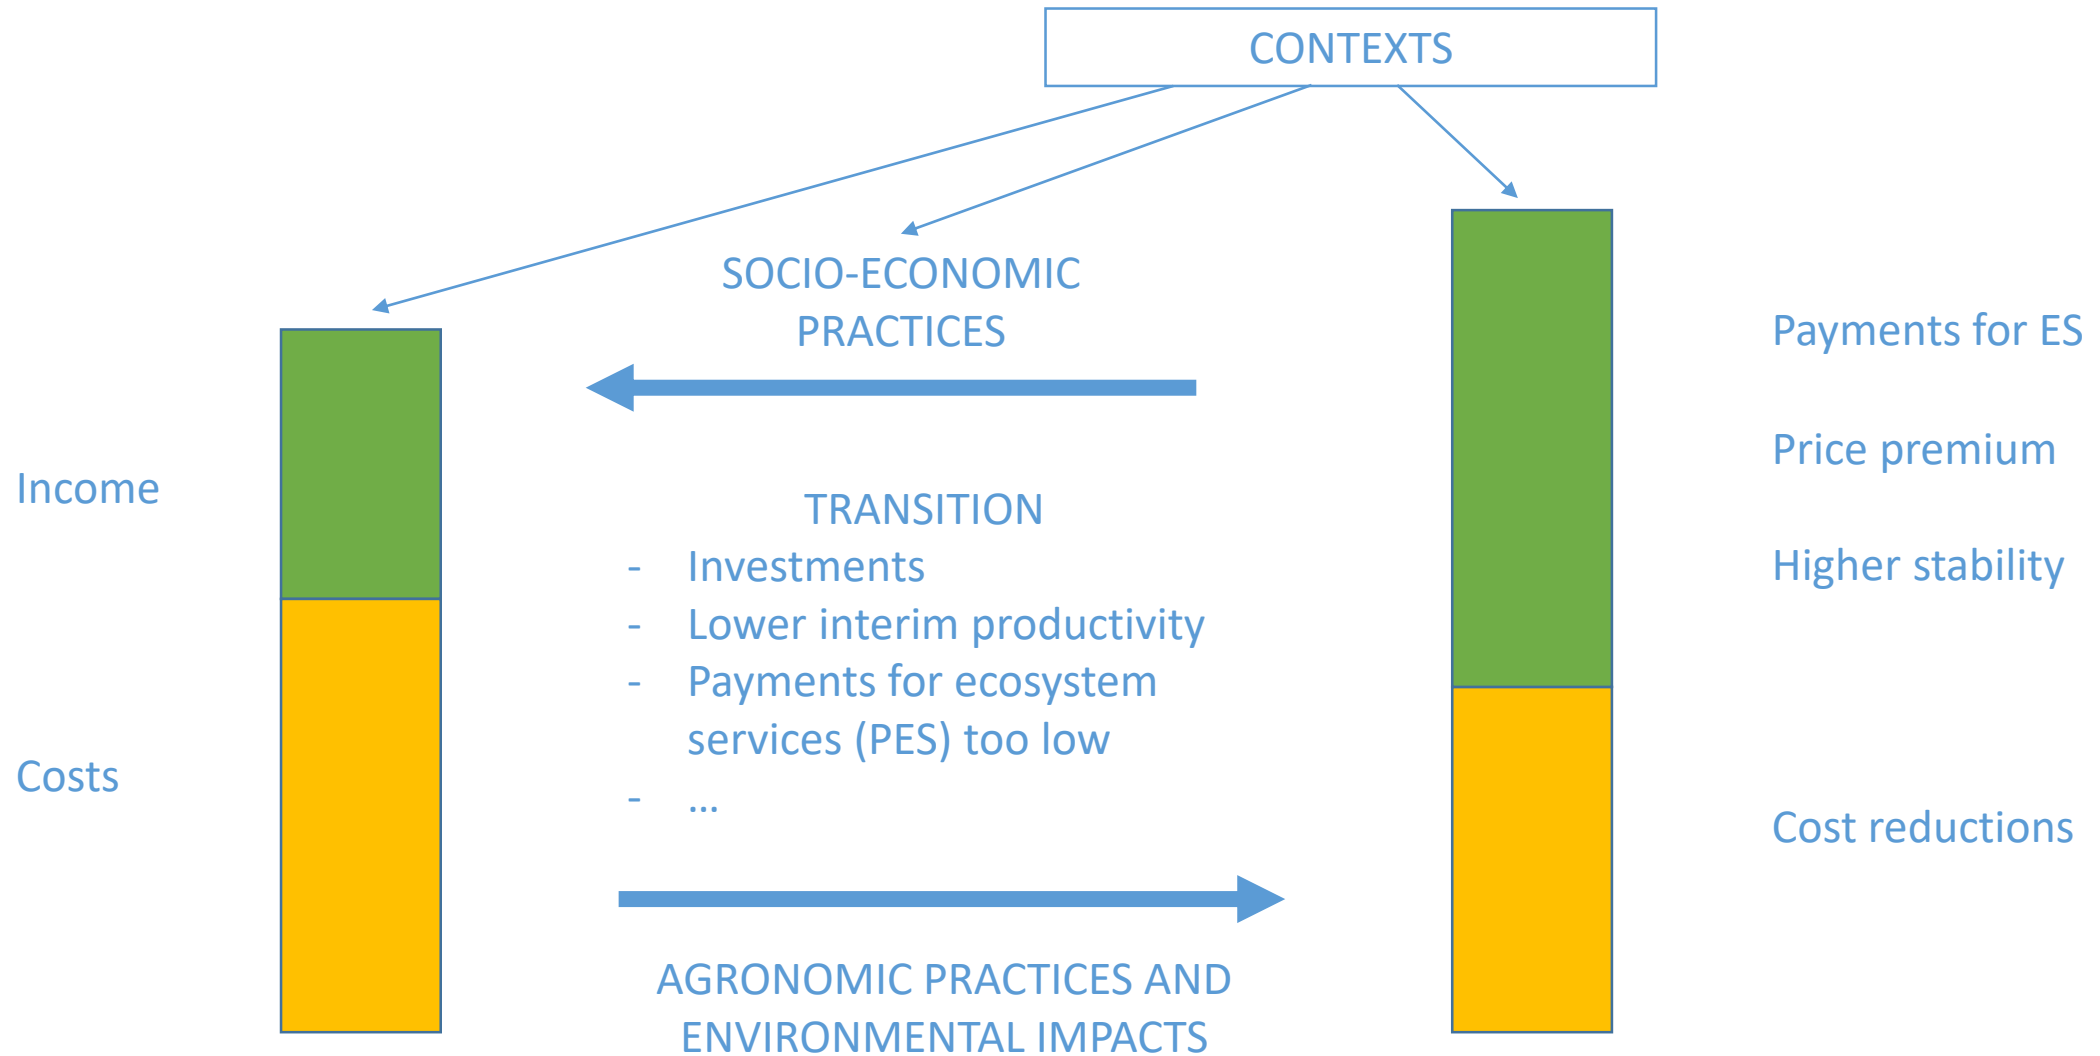 CONTEXTS
SOCIO-ECONOMIC
PRACTICES
Income
Costs
TRANSITION
- Investments
- Lower interim productivity
- Payments for ecosystem
services (PES) too low
- ...
AGRONOMIC PRACTICES AND
ENVIRONMENTAL IMPACTS
Payments for ES
Price premium
Higher stability
Cost reductions